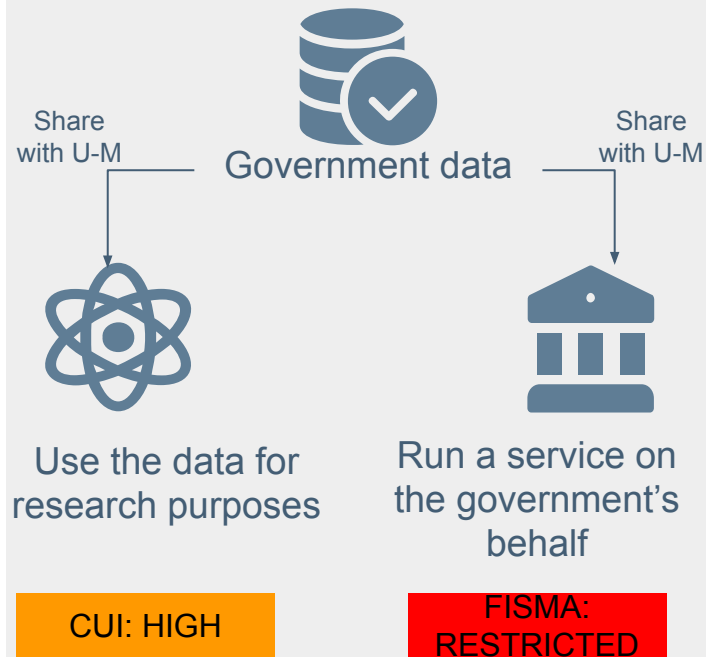 Share
with U-M
Share
with U-M
Government data
Use the data for
research purposes
Run a service on
the government's
behalf
CUI: HIGH
FISMA:
RESTRICTED